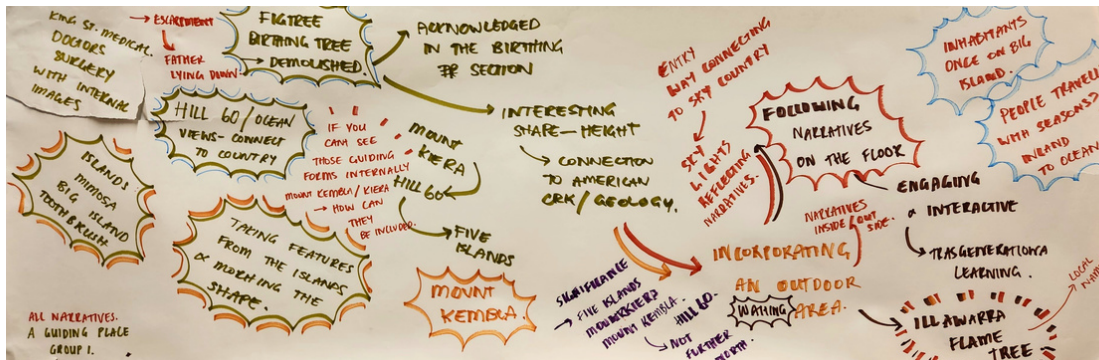 KING ST. MEDICAL.
DOCTORS
SURGERY
WITH
INTERNAL
IMAGES
→ ESCARPMENT
FATHER
LYING DOWN
FIGTREE
BIRTHING TREE
→ DEMOLISHED.
ACKNOWLEDGED
IN THE BIRTHING
SECTION
HILL 60/OCEAN
VIEWS - CONNECT
TO COUNTRY
IF YOU
CANT SEE
THOSE GUIDING
FORMS INTERNALLY
MOUNT KEMBLA/KIERA
→ HOW CAN
THEY
BE INCLUDED.
MOUNT
KIERA
HILL 60
FIVE
ISLANDS
INTERESTING
SHAPE - HEIGHT
→ CONNECTION
TO AMERICAN
CRK/GEOLOGY.
ISLANDS:
MIMOSA
BIG ISLAND
TOOTHBRUSH
TAKING FEATURES
FROM THE ISLANDS
& MORHING THE
SHAPE.
MOUNT
KEMBLA.
ALL NARRATIVES.
A GUIDING PLACE
GROUP 1.
ENTRY
WAY CONNECTING
TO SKY COUNTRY
SKY
LIGHTS
REFLECTING
NARRATIVES.
FOLLOWING
NARRATIVES
ON THE FLOOR
ENGAGING
& INTERACTIVE
LEARNING.
NARRATIVES
INSIDE/OUT
SIDE.
INCORPORATING
AN OUTDOOR
WAITING AREA.
SIGNIFICANCE
→ FIVE ISLANDS
MOUNT KIERA
MOUNT KEMBLA.
HILL 60.
NOT
FURTHER
ILLAWARRA
FLAME
TREE
LOCAL
INHABITANTS
ONCE ON BIG
ISLAND.
PEOPLE TRAVELL
WITH SEASONS?
INLAND
TO OCEAN